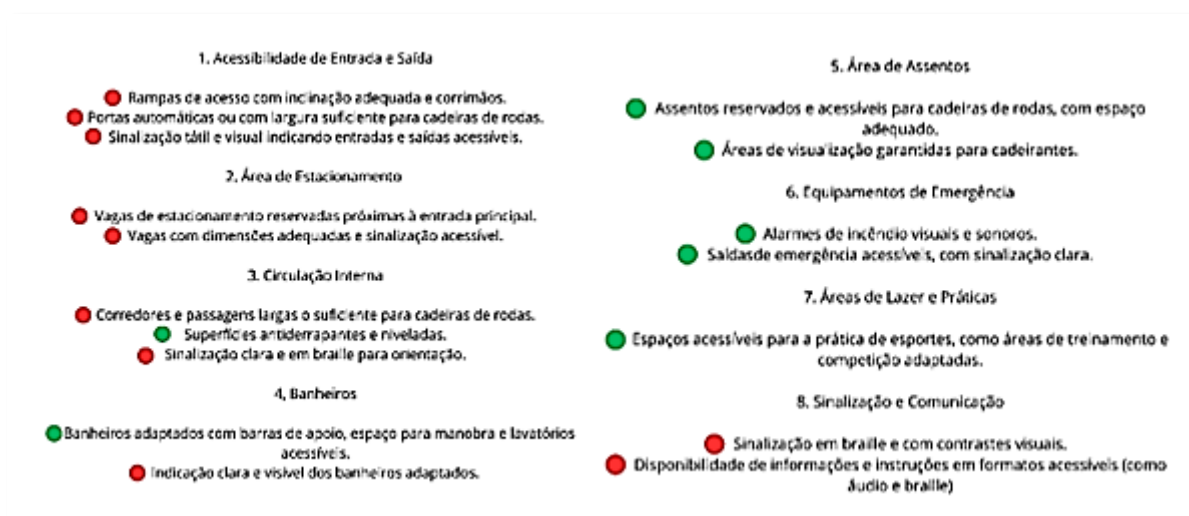 1. Acessibilidade de Entrada e Saída
Rampas de acesso com inclinação adequada e corrimãos.
Portas automáticas ou com largura suficiente para cadeiras de rodas.
Sinalização tátil e visual indicando entradas e saídas acessíveis.
2. Área de Estacionamento
Vagas de estacionamento reservadas próximas à entrada principal.
Vagas com dimensões adequadas e sinalização acessível.
3. Circulação Interna
Corredores e passagens largas o suficiente para cadeiras de rodas.
Superfícies antiderrapantes e niveladas.
Sinalização clara e em braille para orientação.
4. Banheiros
Banheiros adaptados com barras de apoio, espaço para manobra e lavatórios
acessíveis.
Indicação clara e visível dos banheiros adaptados.
5. Área de Assentos
Assentos reservados e acessíveis para cadeiras de rodas, com espaço
adequado.
Áreas de visualização garantidas para cadeirantes.
6. Equipamentos de Emergência
Alarmes de incêndio visuais e sonoros.
Saídasde emergência acessíveis, com sinalização clara.
7. Áreas de Lazer e Práticas
Espaços acessíveis para a prática de esportes, como áreas de treinamento e
competição adaptadas.
8. Sinalização e Comunicação
Sinalização em braille e com contrastes visuais.
Disponibilidade de informações e instruções em formatos acessíveis (como
áudio e braille)